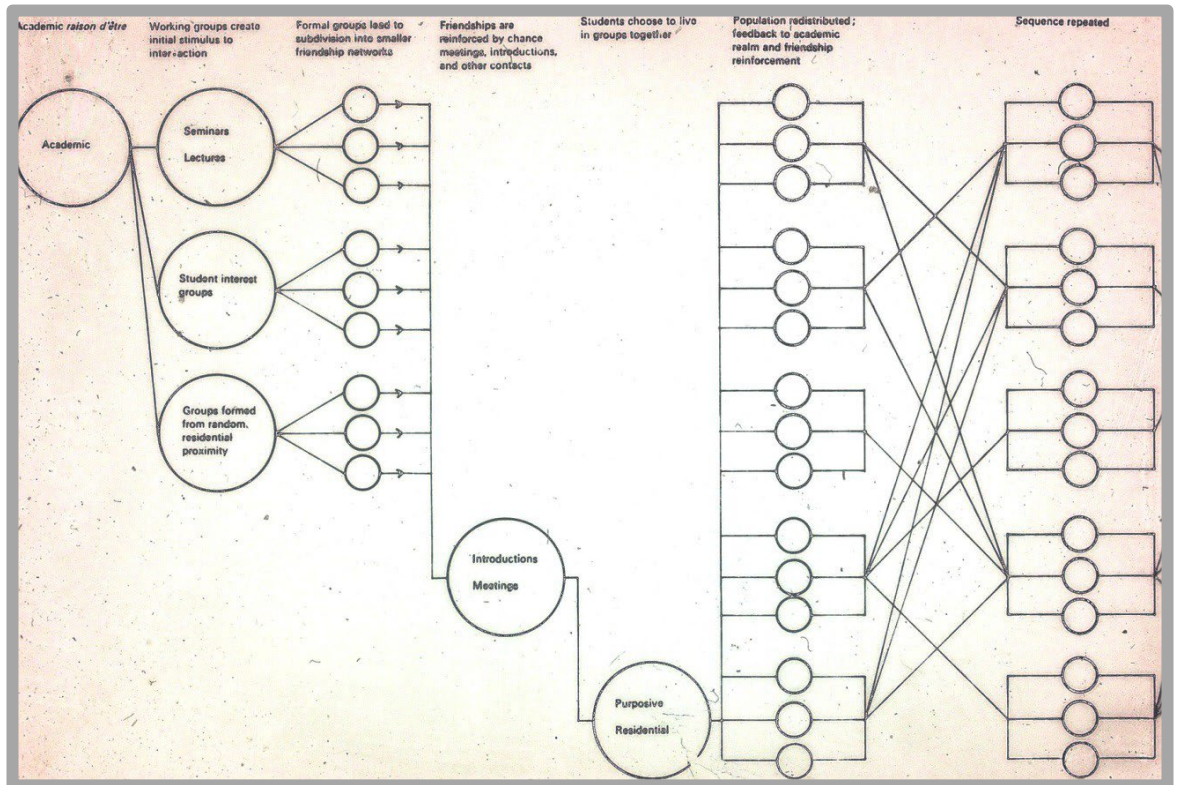 Academic raison d'être
Working groups create
initial stimulus to
interaction
Formal groups lead to
subdivision into smaller
friendship networks
Friendships are
reinforced by chance
meetings, introductions,
and other contacts
Students choose to live
in groups together
Population redistributed;
feedback to academic
realm and friendship
reinforcement
Sequence repeated
Academic
Seminars
Lectures
Student interest
groups
Groups formed
from random,
residential
proximity
Introductions
Meetings
Purposive
Residential